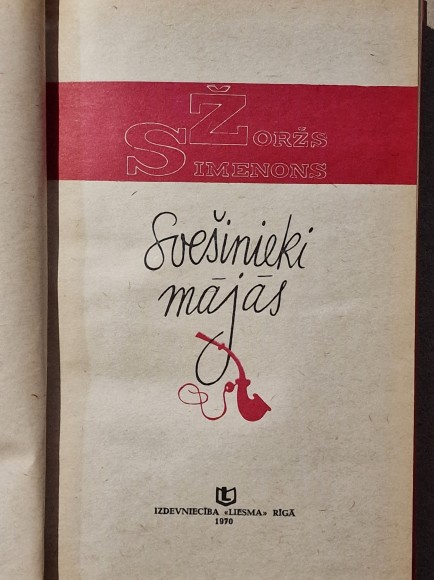 Žoržs
Simenons
Svešinieki
mājās
IZDEVNIECĪBA «LIESMA» RĪGĀ
1970